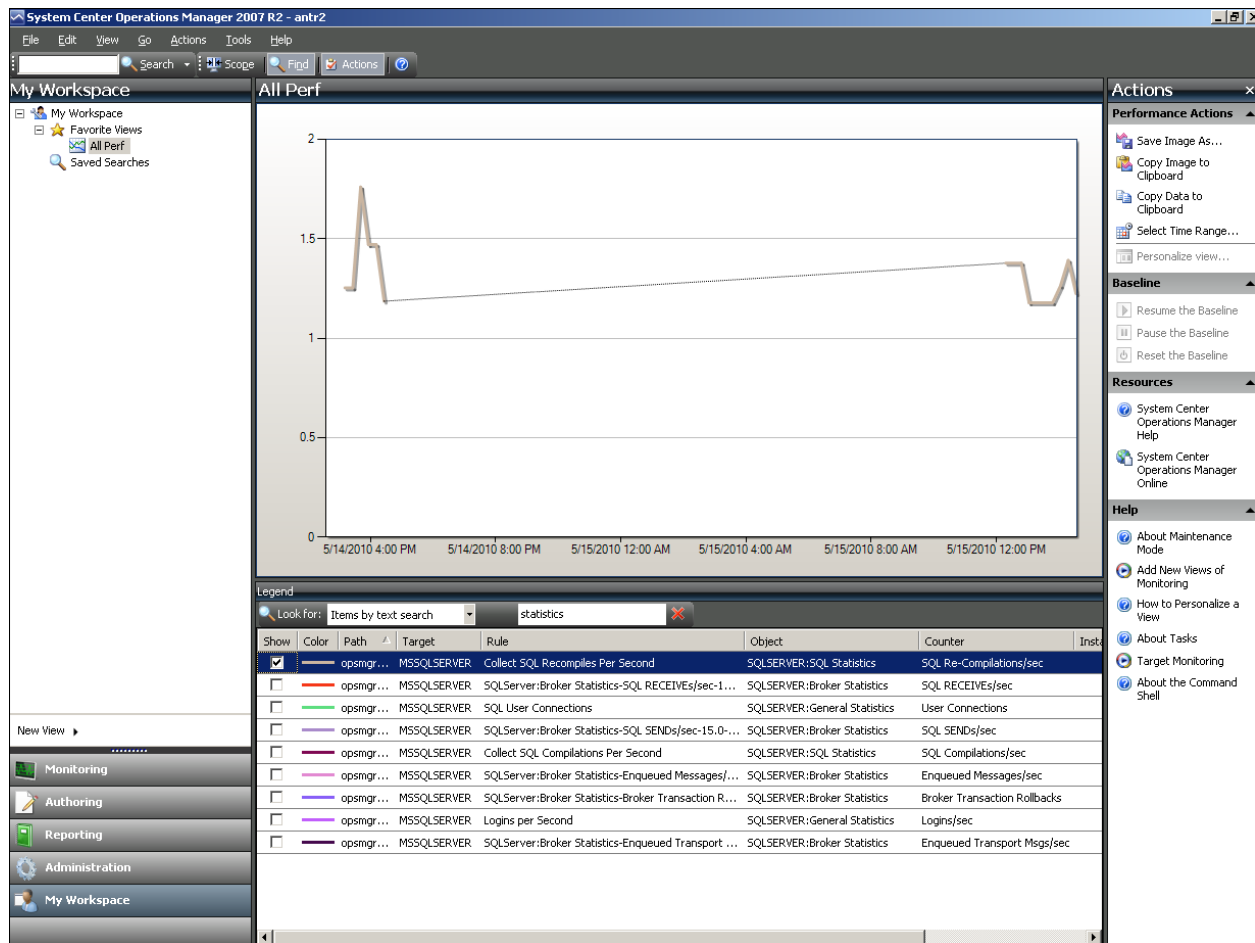 System Center Operations Manager 2007 R2 - antr2
File Edit View Go Actions Tools Help
Search Scope Find Actions
My Workspace
My Workspace
Favorite Views
All Perf
Saved Searches
New View
Monitoring
Authoring
Reporting
Administration
My Workspace
All Perf
2
1.5
1
0.5
0
5/14/2010 4:00 PM 5/14/2010 8:00 PM 5/15/2010 12:00 AM 5/15/2010 4:00 AM 5/15/2010 8:00 AM 5/15/2010 12:00 PM
Legend
Look for: Items by text search statistics
Show Color Path Target Rule Object Counter Insta
opsmgr... MSSQLSERVER Collect SQL Recompiles Per Second SQLSERVER:SQL Statistics SQL Re-Compilations/sec
opsmgr... MSSQLSERVER SQLServer:Broker Statistics-SQL RECEIVEs/sec-1... SQLSERVER:Broker Statistics SQL RECEIVEs/sec
opsmgr... MSSQLSERVER SQL User Connections SQLSERVER:General Statistics User Connections
opsmgr... MSSQLSERVER SQLServer:Broker Statistics-SQL SENDs/sec-15.0-... SQLSERVER:Broker Statistics SQL SENDs/sec
opsmgr... MSSQLSERVER Collect SQL Compilations Per Second SQLSERVER:SQL Statistics SQL Compilations/sec
opsmgr... MSSQLSERVER SQLServer:Broker Statistics-Enqueued Messages/... SQLSERVER:Broker Statistics Enqueued Messages/sec
opsmgr... MSSQLSERVER SQLServer:Broker Statistics-Broker Transaction R... SQLSERVER:Broker Statistics Broker Transaction Rollbacks
opsmgr... MSSQLSERVER Logins per Second SQLSERVER:General Statistics Logins/sec
opsmgr... MSSQLSERVER SQLServer:Broker Statistics-Enqueued Transport ... SQLSERVER:Broker Statistics Enqueued Transport Msgs/sec
Actions
Performance Actions
Save Image As...
Copy Image to
Clipboard
Copy Data to
Clipboard
Select Time Range...
Personalize view...
Baseline
Resume the Baseline
Pause the Baseline
Reset the Baseline
Resources
System Center
Operations Manager
Help
System Center
Operations Manager
Online
Help
About Maintenance
Mode
Add New Views of
Monitoring
How to Personalize a
View
About Tasks
Target Monitoring
About the Command
Shell